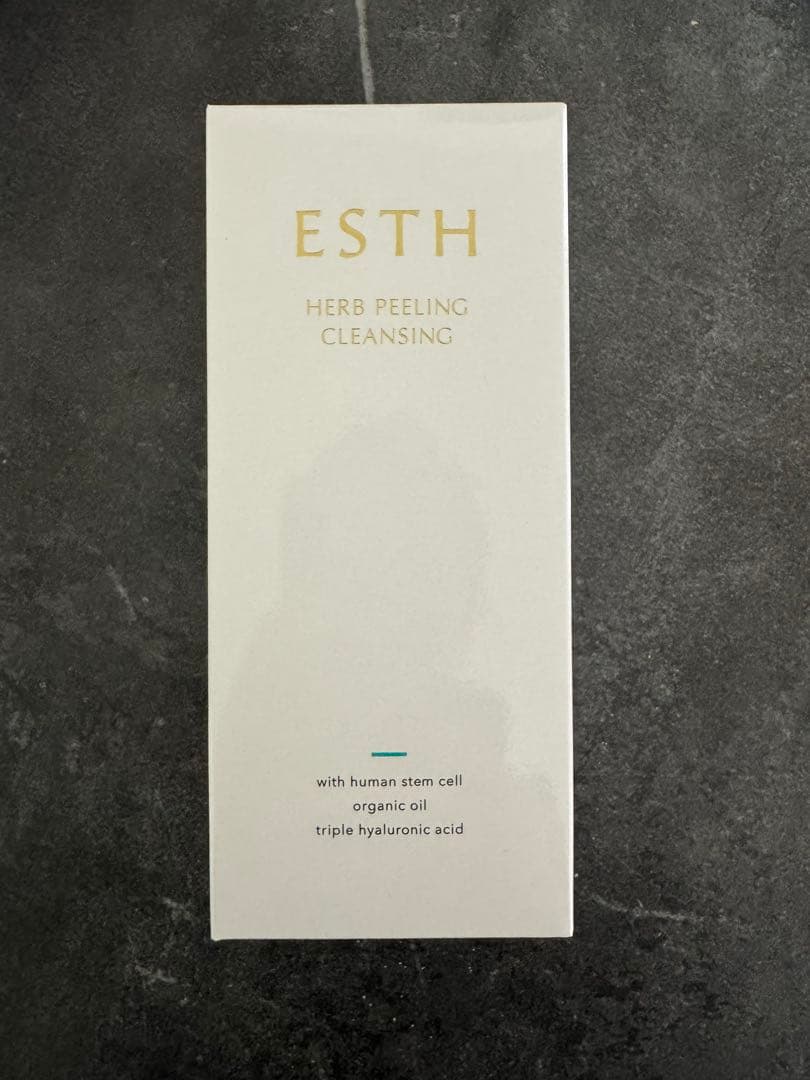 ESTH
HERB PEELING
CLEANSING
with human stem cell
organic oil
triple hyaluronic acid